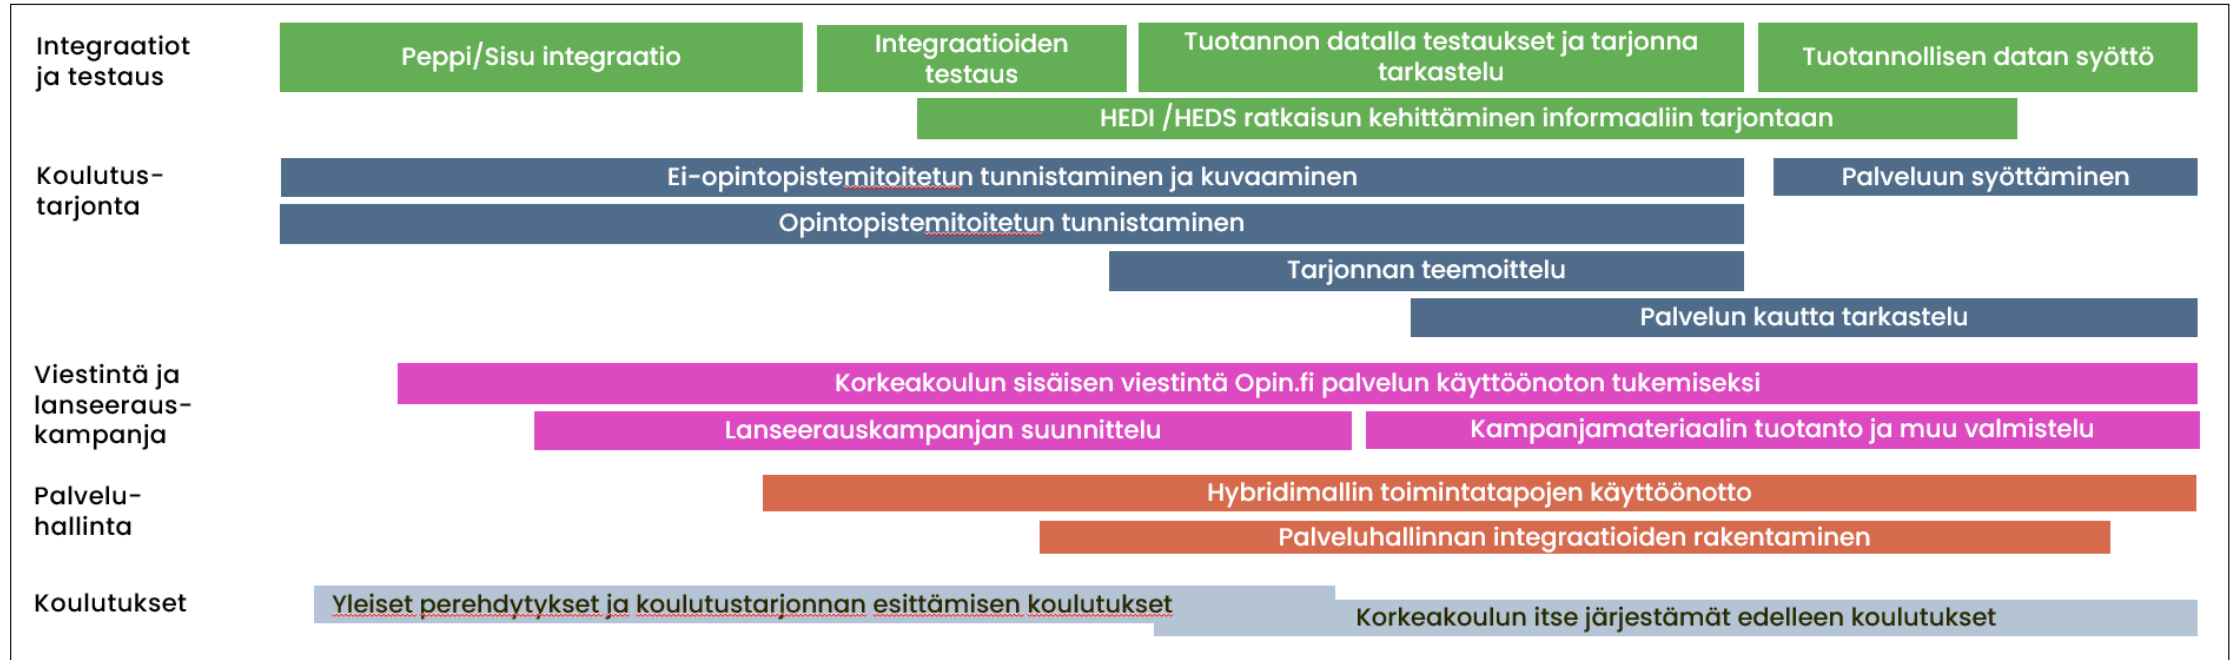 Integraatiot
ja testaus
Peppi/Sisu integraatio
Integraatioiden
testaus
Tuotannon datalla testaukset ja tarjonna
tarkastelu
Tuotannollisen datan syöttö
HEDI /HEDS ratkaisun kehittäminen informaaliin tarjontaan
Koulutus-
tarjonta
Ei-opintopistemitoitetun tunnistaminen ja kuvaaminen
Palveluun syöttäminen
Opintopistemitoitetun tunnistaminen
Tarjonnan teemoittelu
Palvelun kautta tarkastelu
Viestintä ja
lanseeraus-
kampanja
Korkeakoulun sisäisen viestintä Opin.fi palvelun käyttöönoton tukemiseksi
Lanseerauskampanjan suunnittelu
Kampanjamateriaalin tuotanto ja muu valmistelu
Palvelu-
hallinta
Hybridimallin toimintatapojen käyttöönotto
Palveluhallinnan integraatioiden rakentaminen
Koulutukset
Yleiset perehdytykset ja koulutustarjonnan esittämisen koulutukset
Korkeakoulun itse järjestämät edelleen koulutukset